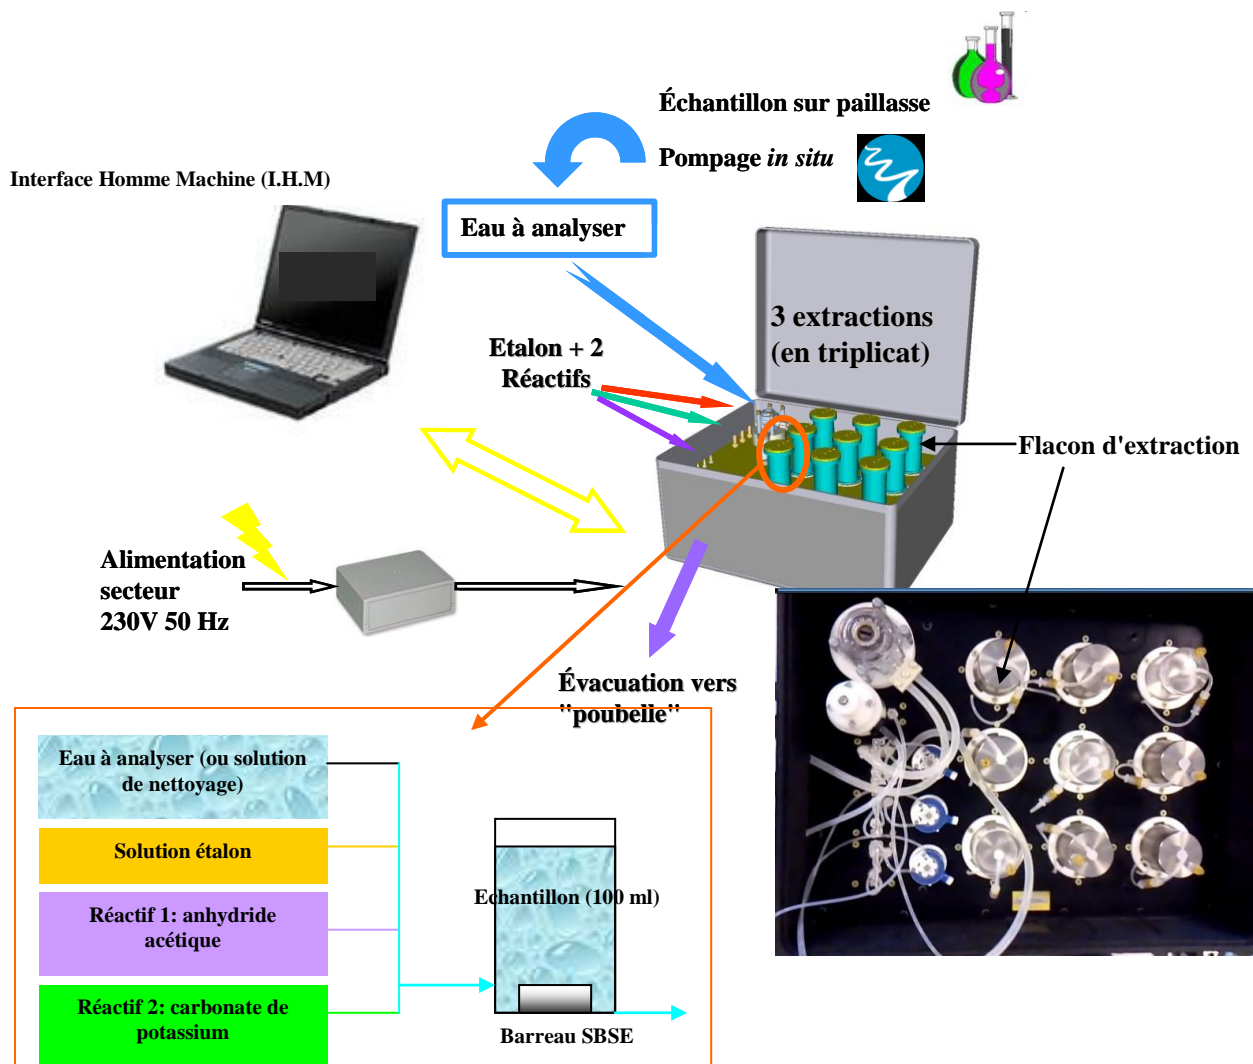 Échantillon sur paillasse
Pompage in situ
Interface Homme Machine (I.H.M)
Eau à analyser
3 extractions
(en triplicat)
Etalon + 2
Réactifs
Flacon d'extraction
Alimentation
secteur
230V 50 Hz
Évacuation vers
"poubelle"
Eau à analyser (ou solution
de nettoyage)
Solution étalon
Réactif 1: anhydride
acétique
Réactif 2: carbonate de
potassium
Echantillon (100 ml)
Barreau SBSE